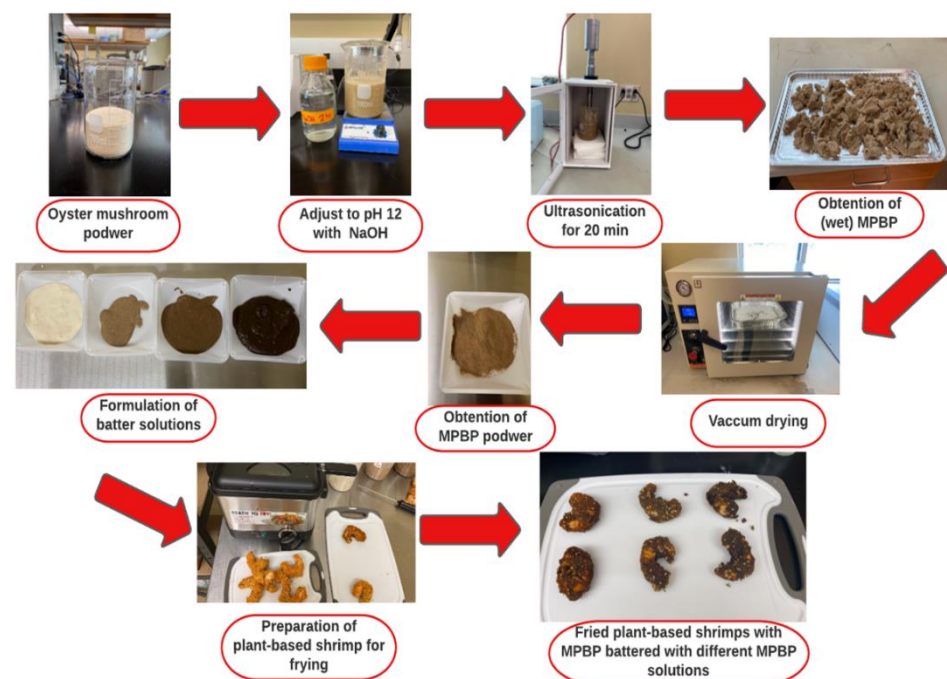 Oyster mushroom
podwer
Adjust to pH 12
with NaOH
Ultrasonication
for 20 min
Obtention of
(wet) MPBP
Formulation of
batter solutions
Obtention of
MPBP podwer
Vaccum drying
Preparation of
plant-based shrimp for
frying
Fried plant-based shrimps with
MPBP battered with different MPBP
solutions